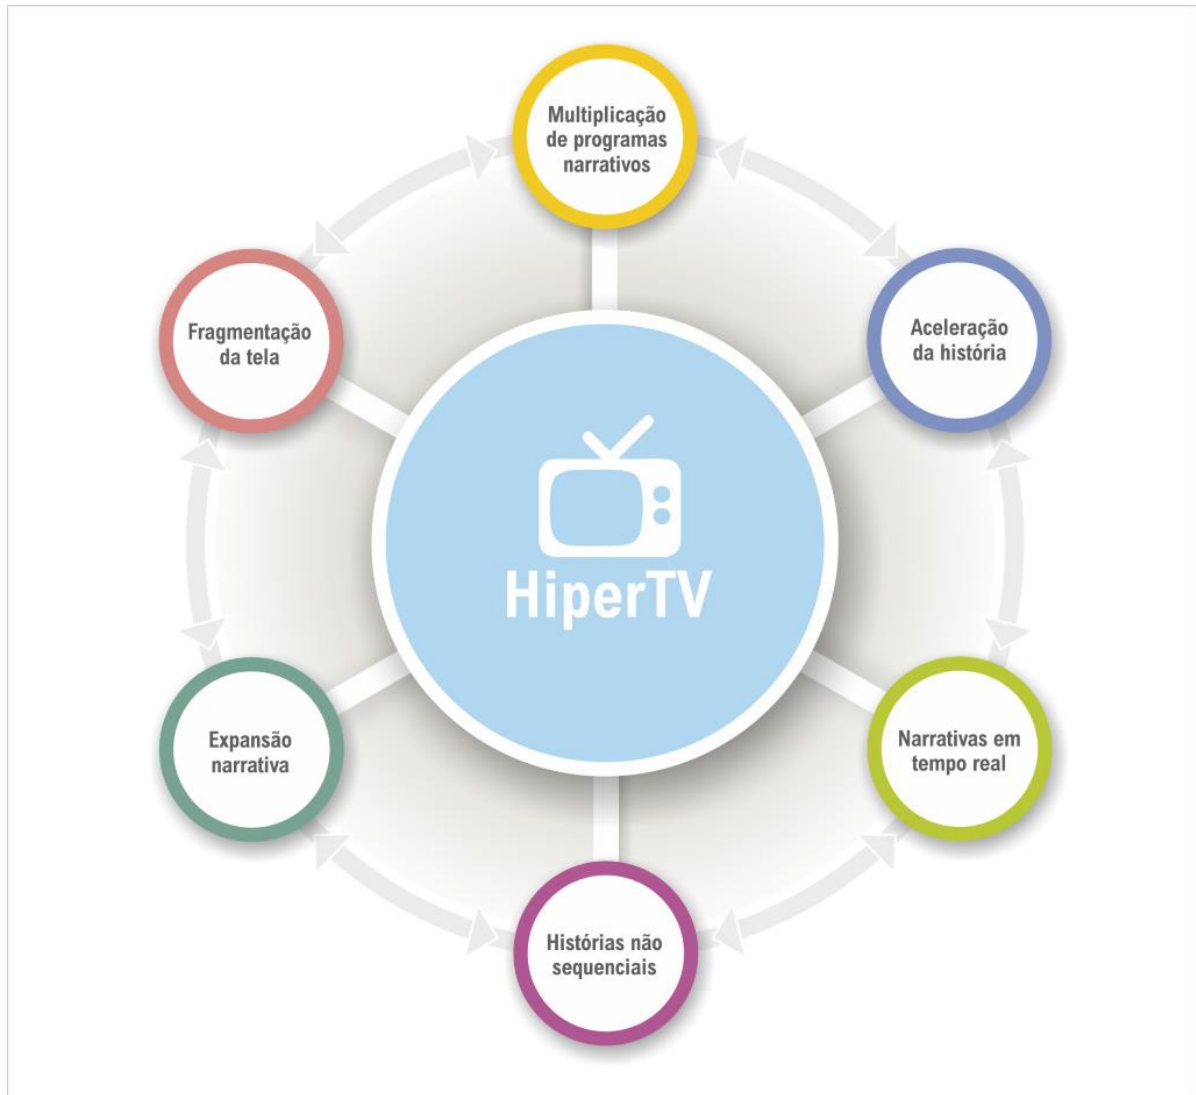 Multiplicação
de programas
narrativos
Fragmentação
da tela
Aceleração
da história
HiperTV
Expansão
narrativa
Narrativas em
tempo real
Histórias não
sequenciais